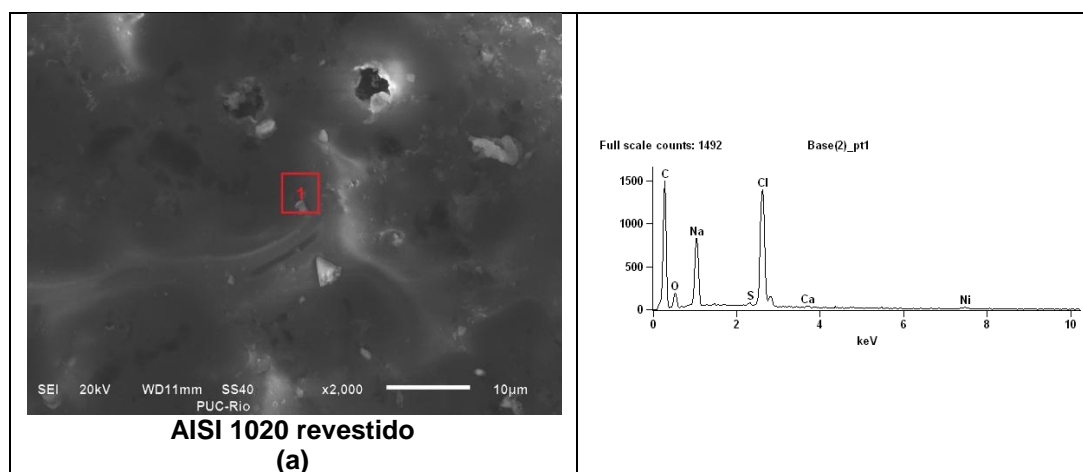 1
SEI 20kV WD11mm SS40 x2,000 10µm
PUC-Rio
AISI 1020 revestido
(a)
Full scale counts: 1492 Base(2)_pt1
1500
1000
500
0
C
O
Na
S
Cl
Ca
Ni
0 2 4 6 8 10
keV